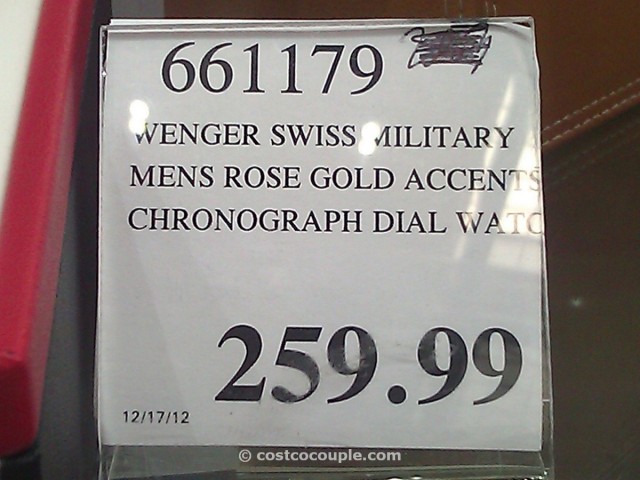 661179
WENGER SWISS MILITARY
MENS ROSE GOLD ACCENTS
CHRONOGRAPH DIAL WATC
259.99
12/17/12
© costcocouple.com